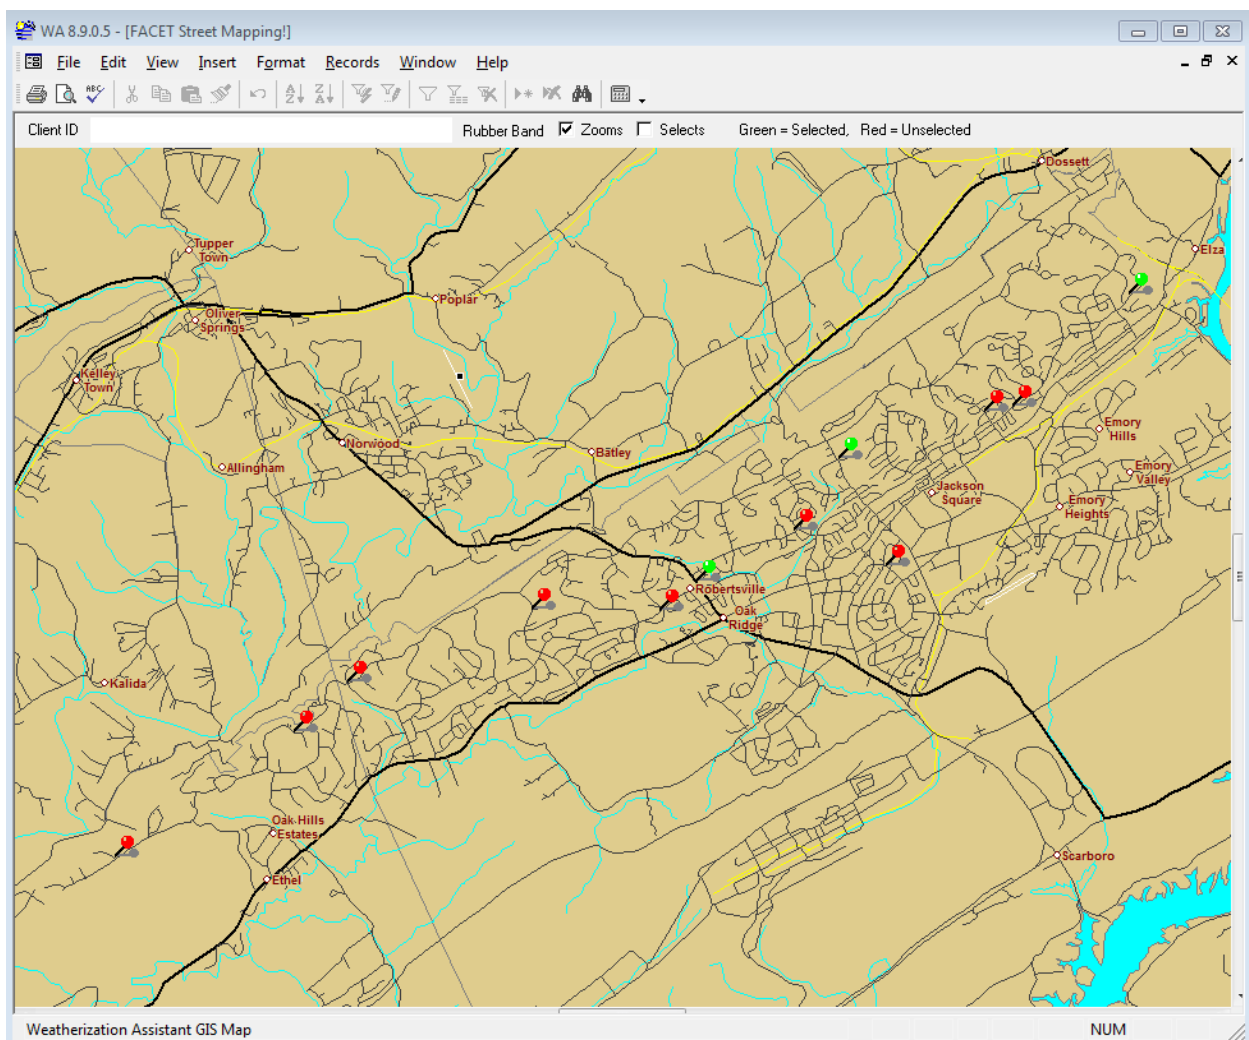 WA 8.9.0.5 - [FACET Street Mapping!]
File Edit View Insert Format Records Window Help
ABC
A Z
Z A
Client ID Rubber Band Zooms Selects Green = Selected, Red = Unselected
Dossett
Tupper
Town
Elza
Poplar
Oliver
Springs
Kelley
Town
Emory
Hills
Norwood
Batley
Allingham
Emory
Valley
Jackson
Square
Emory
Heights
Robertsville
Oak
Ridge
Kalida
Oak Hills
Estates
Scarboro
Ethel
Weatherization Assistant GIS Map NUM